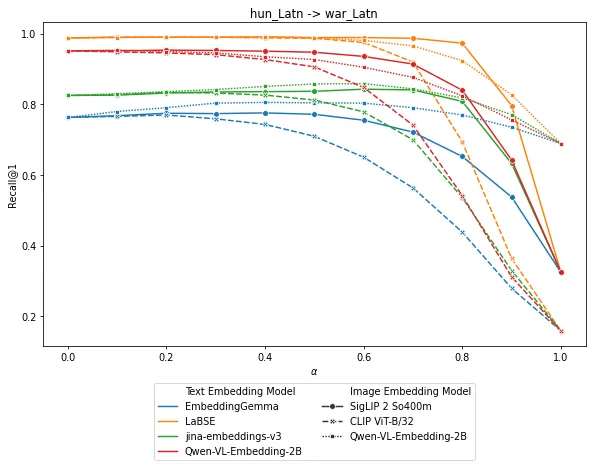 hun_Latn -> war_Latn
1.0
0.8
0.6
0.4
0.2
Recall@1
0.0 0.2 0.4 0.6 0.8 1.0
α
Text Embedding Model Image Embedding Model
EmbeddingGemma SigLIP 2 So400m
LaBSE CLIP ViT-B/32
jina-embeddings-v3 Qwen-VL-Embedding-2B
Qwen-VL-Embedding-2B